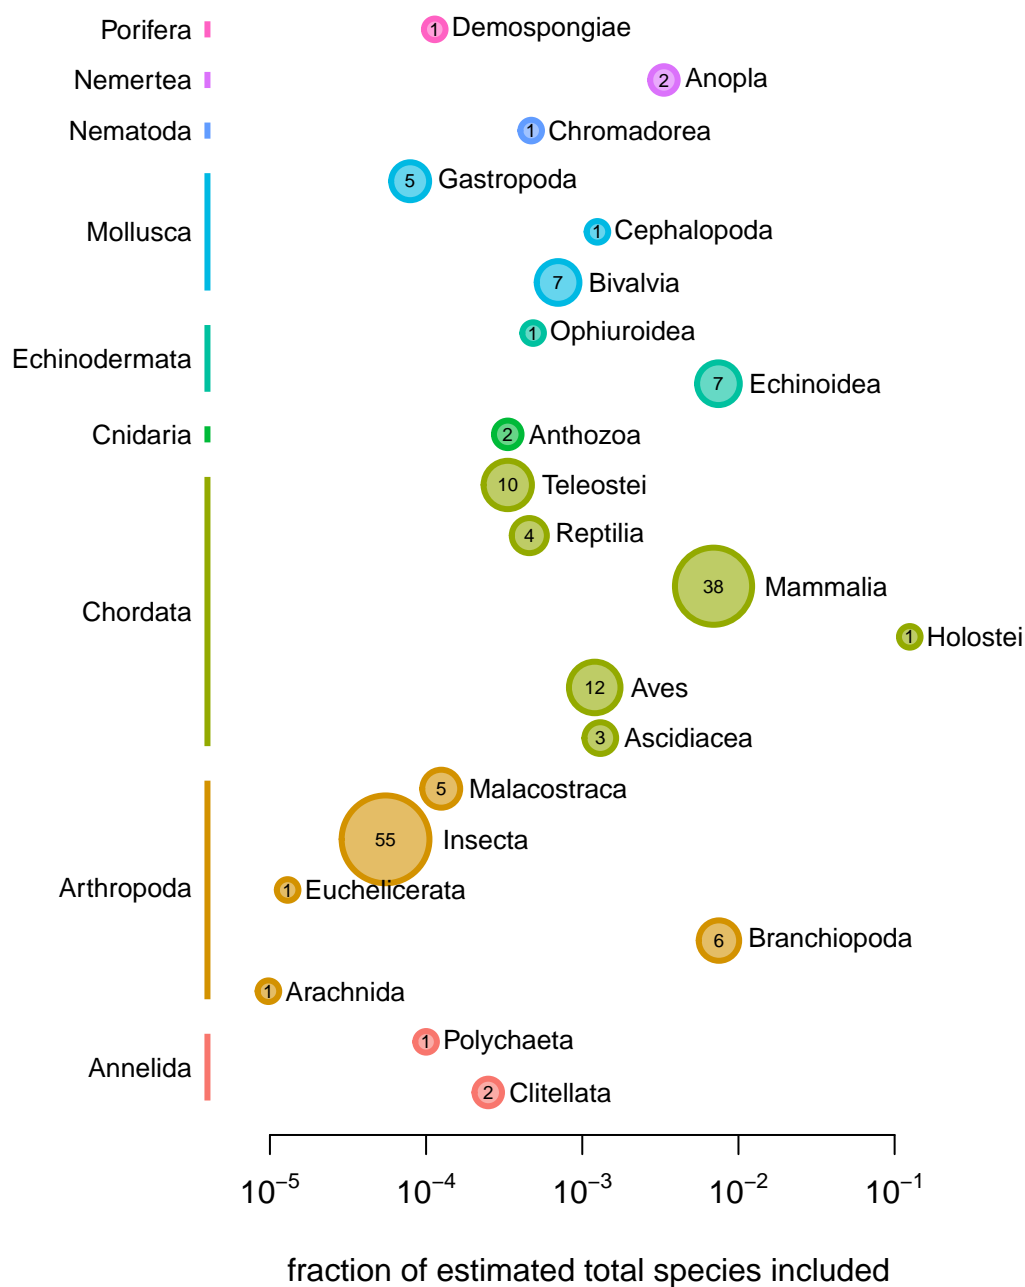 Porifera
1 Demospongiae
Nemertea
2 Anopla
Nematoda
1 Chromadorea
5 Gastropoda
Mollusca
1 Cephalopoda
7 Bivalvia
1 Ophiuroidea
Echinodermata
7 Echinoidea
Cnidaria
2 Anthozoa
10 Teleostei
4 Reptilia
38 Mammalia
Chordata
1 Holostei
12 Aves
3 Ascidiacea
5 Malacostraca
55 Insecta
Arthropoda
1 Euchelicerata
6 Branchiopoda
1 Arachnida
1 Polychaeta
Annelida
2 Clitellata
10⁻⁵ 10⁻⁴ 10⁻³ 10⁻² 10⁻¹
fraction of estimated total species included